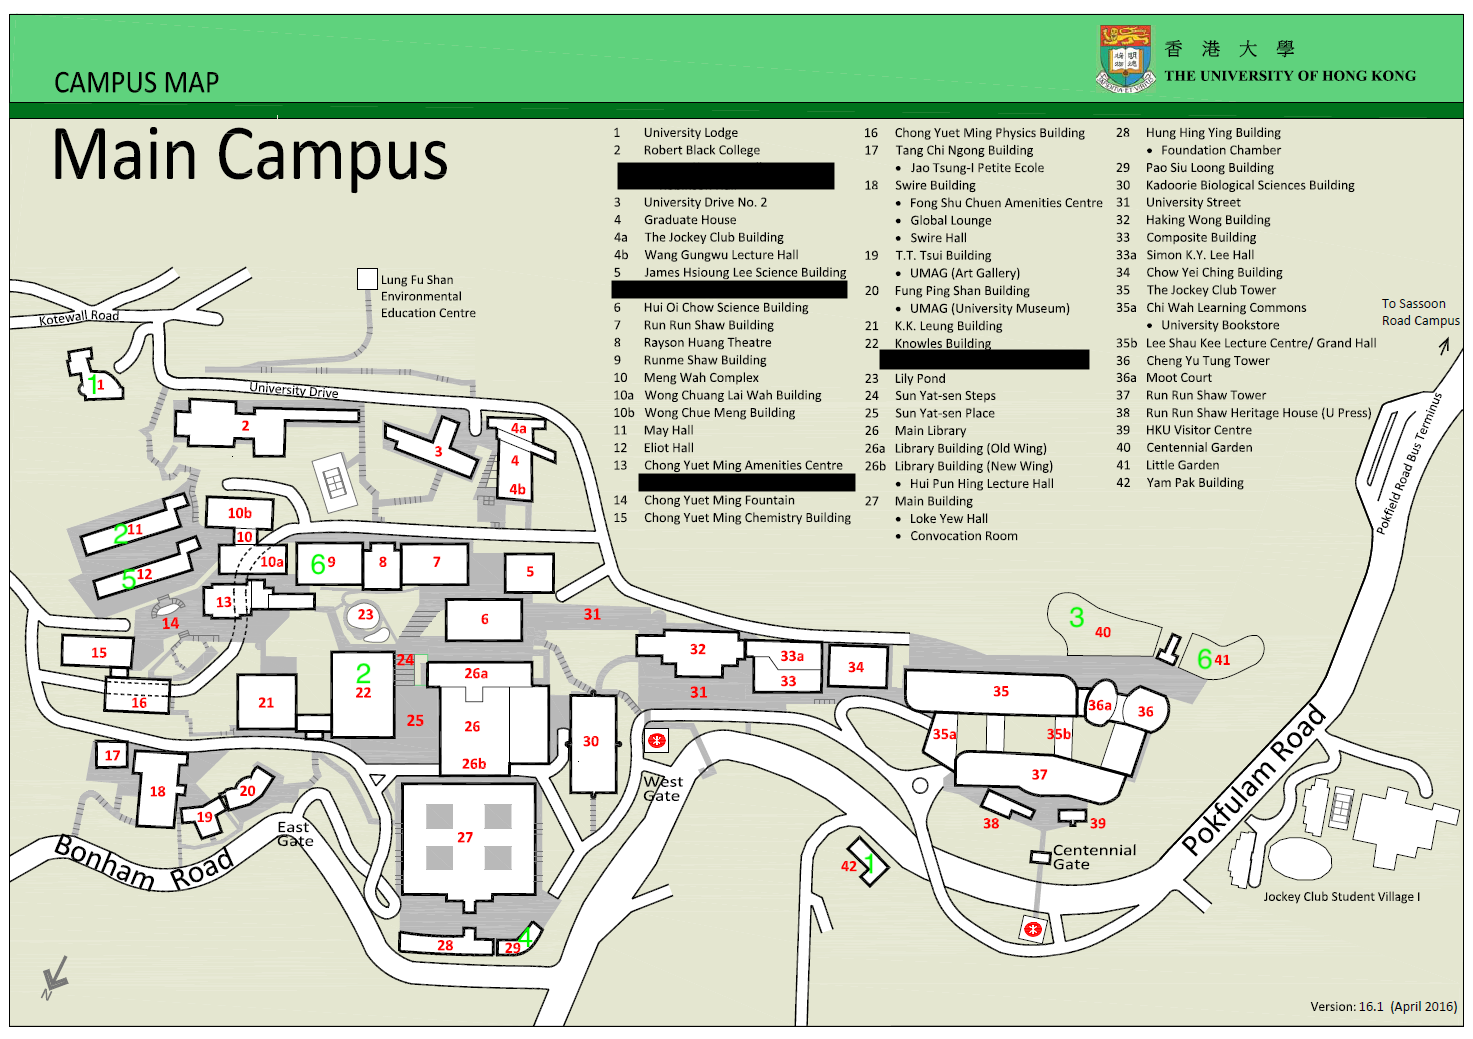 CAMPUS MAP
香 港 大 學
THE UNIVERSITY OF HONG KONG
Main Campus
1 University Lodge
2 Robert Black College
3 University Drive No. 2
4 Graduate House
4a The Jockey Club Building
4b Wang Gungwu Lecture Hall
5 James Hsioung Lee Science Building
6 Hui Oi Chow Science Building
7 Run Run Shaw Building
8 Rayson Huang Theatre
9 Runme Shaw Building
10 Meng Wah Complex
10a Wong Chuang Lai Wah Building
10b Wong Chue Meng Building
11 May Hall
12 Eliot Hall
13 Chong Yuet Ming Amenities Centre
14 Chong Yuet Ming Fountain
15 Chong Yuet Ming Chemistry Building
16 Chong Yuet Ming Physics Building
17 Tang Chi Ngong Building
• Jao Tsung-I Petite Ecole
18 Swire Building
• Fong Shu Chuen Amenities Centre
• Global Lounge
• Swire Hall
19 T.T. Tsui Building
• UMAG (Art Gallery)
20 Fung Ping Shan Building
• UMAG (University Museum)
21 K.K. Leung Building
22 Knowles Building
23 Lily Pond
24 Sun Yat-sen Steps
25 Sun Yat-sen Place
26 Main Library
26a Library Building (Old Wing)
26b Library Building (New Wing)
• Hui Pun Hing Lecture Hall
27 Main Building
• Loke Yew Hall
• Convocation Room
28 Hung Hing Ying Building
• Foundation Chamber
29 Pao Siu Loong Building
30 Kadoorie Biological Sciences Building
31 University Street
32 Haking Wong Building
33 Composite Building
33a Simon K.Y. Lee Hall
34 Chow Yei Ching Building
35 The Jockey Club Tower
35a Chi Wah Learning Commons
• University Bookstore
35b Lee Shau Kee Lecture Centre/ Grand Hall
36 Cheng Yu Tung Tower
36a Moot Court
37 Run Run Shaw Tower
38 Run Run Shaw Heritage House (U Press)
39 HKU Visitor Centre
40 Centennial Garden
41 Little Garden
42 Yam Pak Building
To Sassoon
Road Campus
Lung Fu Shan
Environmental
Education Centre
Kotewall Road
University Drive
Pokfield Road Bus Terminus
1 1
2
3
4a
4
4b
10b
2 11
10
10a
6 9
8
7
5
5 12
13
23
6
31
14
3
40
15
24
26a
32
33a
34
6 41
2
22
33
31
35
16
21
25
26
36a
36
30
35a
35b
17
18
26b
37
20
19
West
Gate
East
Gate
27
38
39
Bonham Road
Pokfulam Road
Centennial
Gate
42 1
Jockey Club Student Village I
28
29 4
N
Version: 16.1 (April 2016)